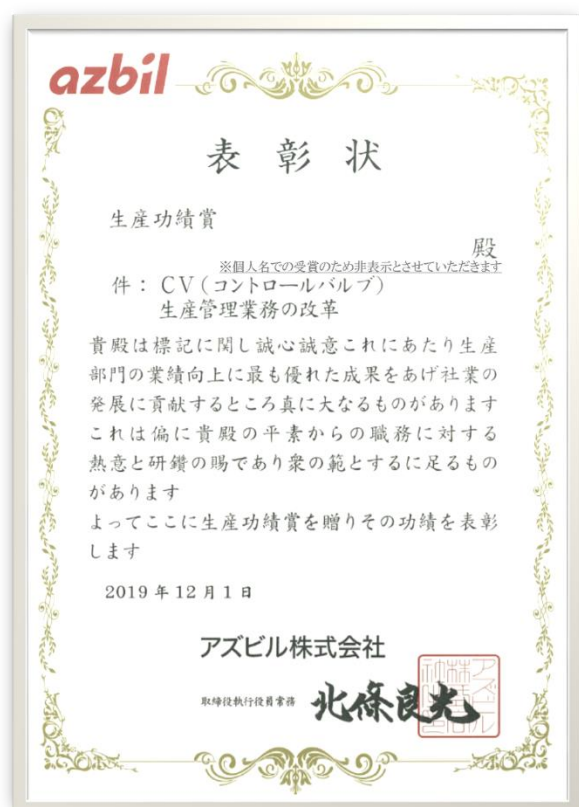 azbil
表彰状
生産功績賞
殿
※個人名での受賞のため非表示とさせていただきます
件：CV（コントロールバルブ）
生産管理業務の改革
貴殿は標記に関し誠心誠意これにあたり生産
部門の業績向上に最も優れた成果をあげ社業の
発展に貢献するところ真に大なるものがあります
これは偏に貴殿の平素からの職務に対する
熱意と研鑽の賜であり衆の範とするに足るもの
があります
よってここに生産功績賞を贈りその功績を表彰
します
2019年12月1日
アズビル株式会社
取締役執行役員常務 北條良光